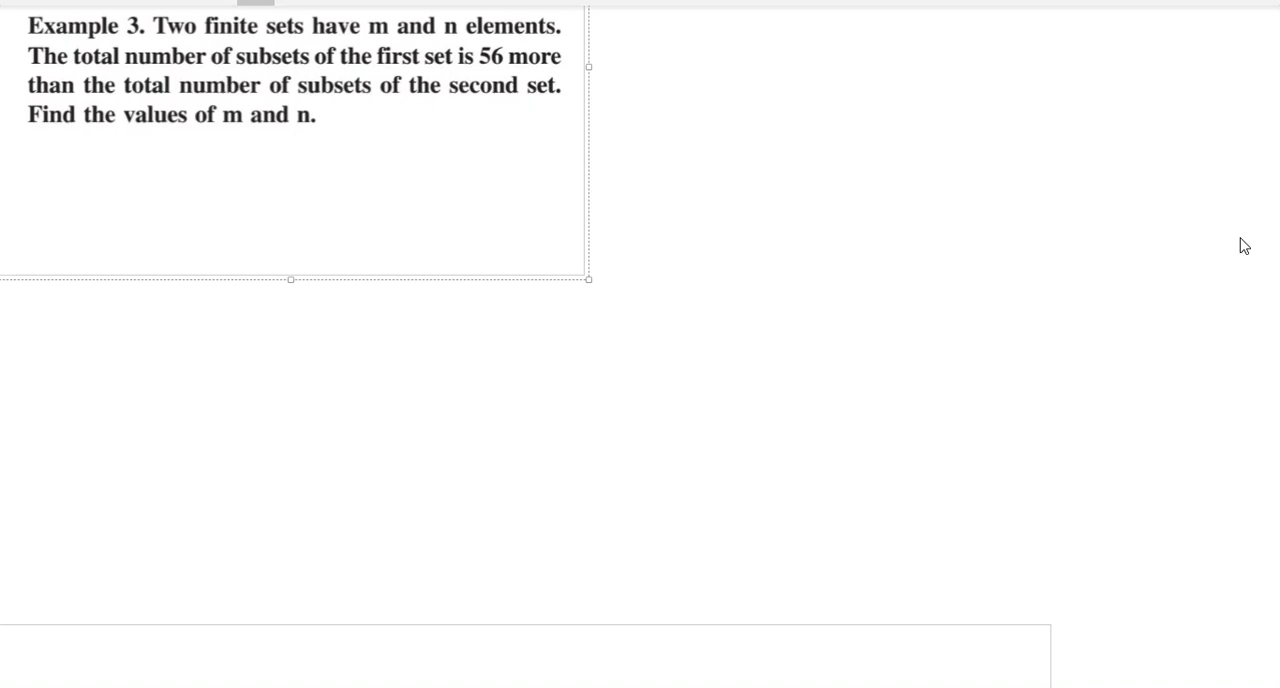 Example 3. Two finite sets have m and n elements.
The total number of subsets of the first set is 56 more
than the total number of subsets of the second set.
Find the values of m and n.